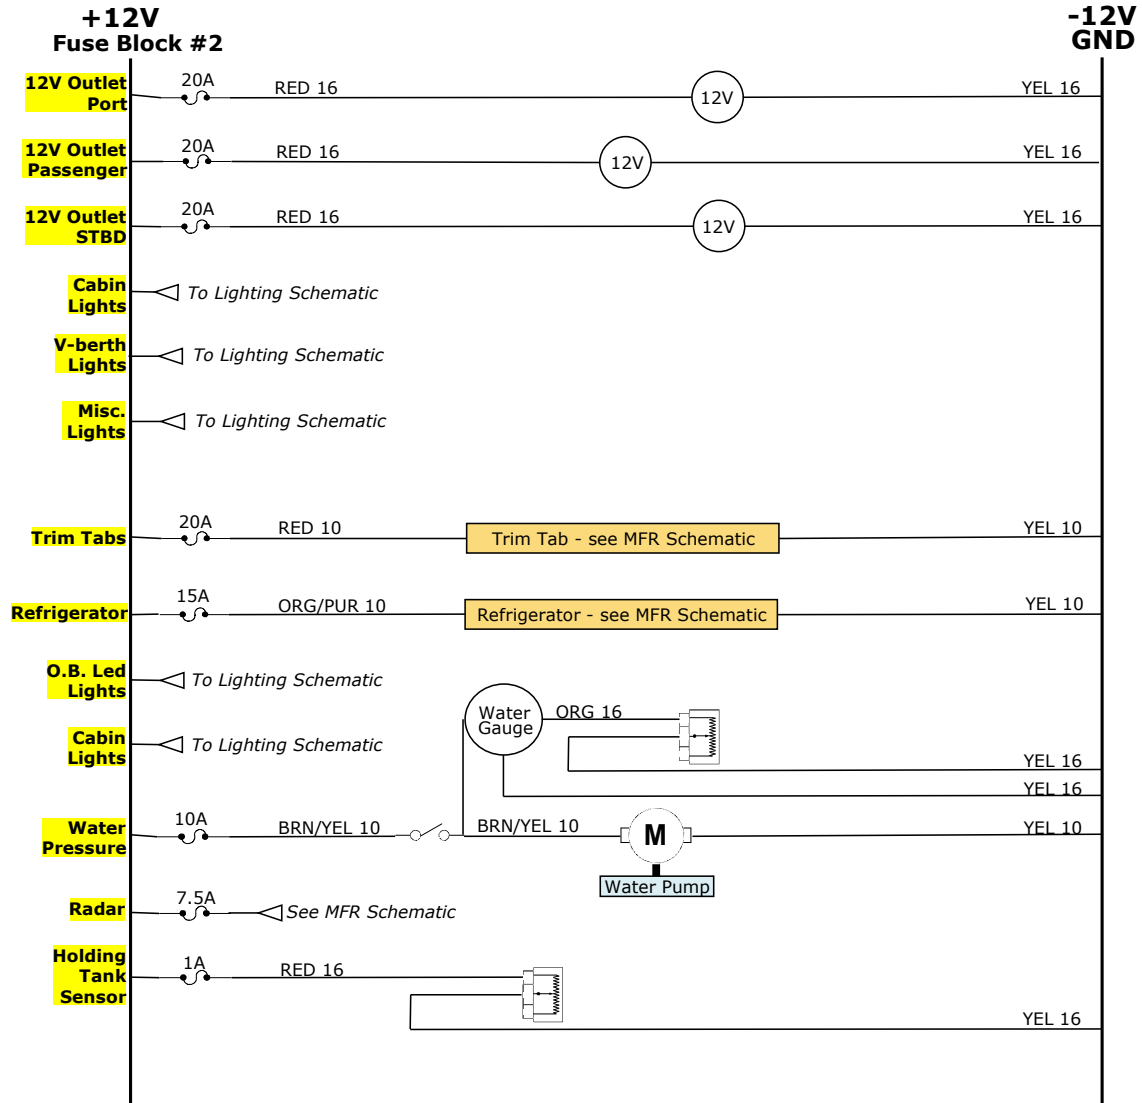 +12V
Fuse Block #2
-12V
GND
12V Outlet
Port
20A
RED 16
12V
YEL 16
12V Outlet
Passenger
20A
RED 16
12V
YEL 16
12V Outlet
STBD
20A
RED 16
12V
YEL 16
Cabin
Lights
To Lighting Schematic
V-berth
Lights
To Lighting Schematic
Misc.
Lights
To Lighting Schematic
Trim Tabs
20A
RED 10
Trim Tab - see MFR Schematic
YEL 10
Refrigerator
15A
ORG/PUR 10
Refrigerator - see MFR Schematic
YEL 10
O.B. Led
Lights
To Lighting Schematic
Cabin
Lights
To Lighting Schematic
Water
Gauge
ORG 16
YEL 16
YEL 16
Water
Pressure
10A
BRN/YEL 10
BRN/YEL 10
M
YEL 10
Water Pump
Radar
7.5A
See MFR Schematic
Holding
Tank
Sensor
1A
RED 16
YEL 16